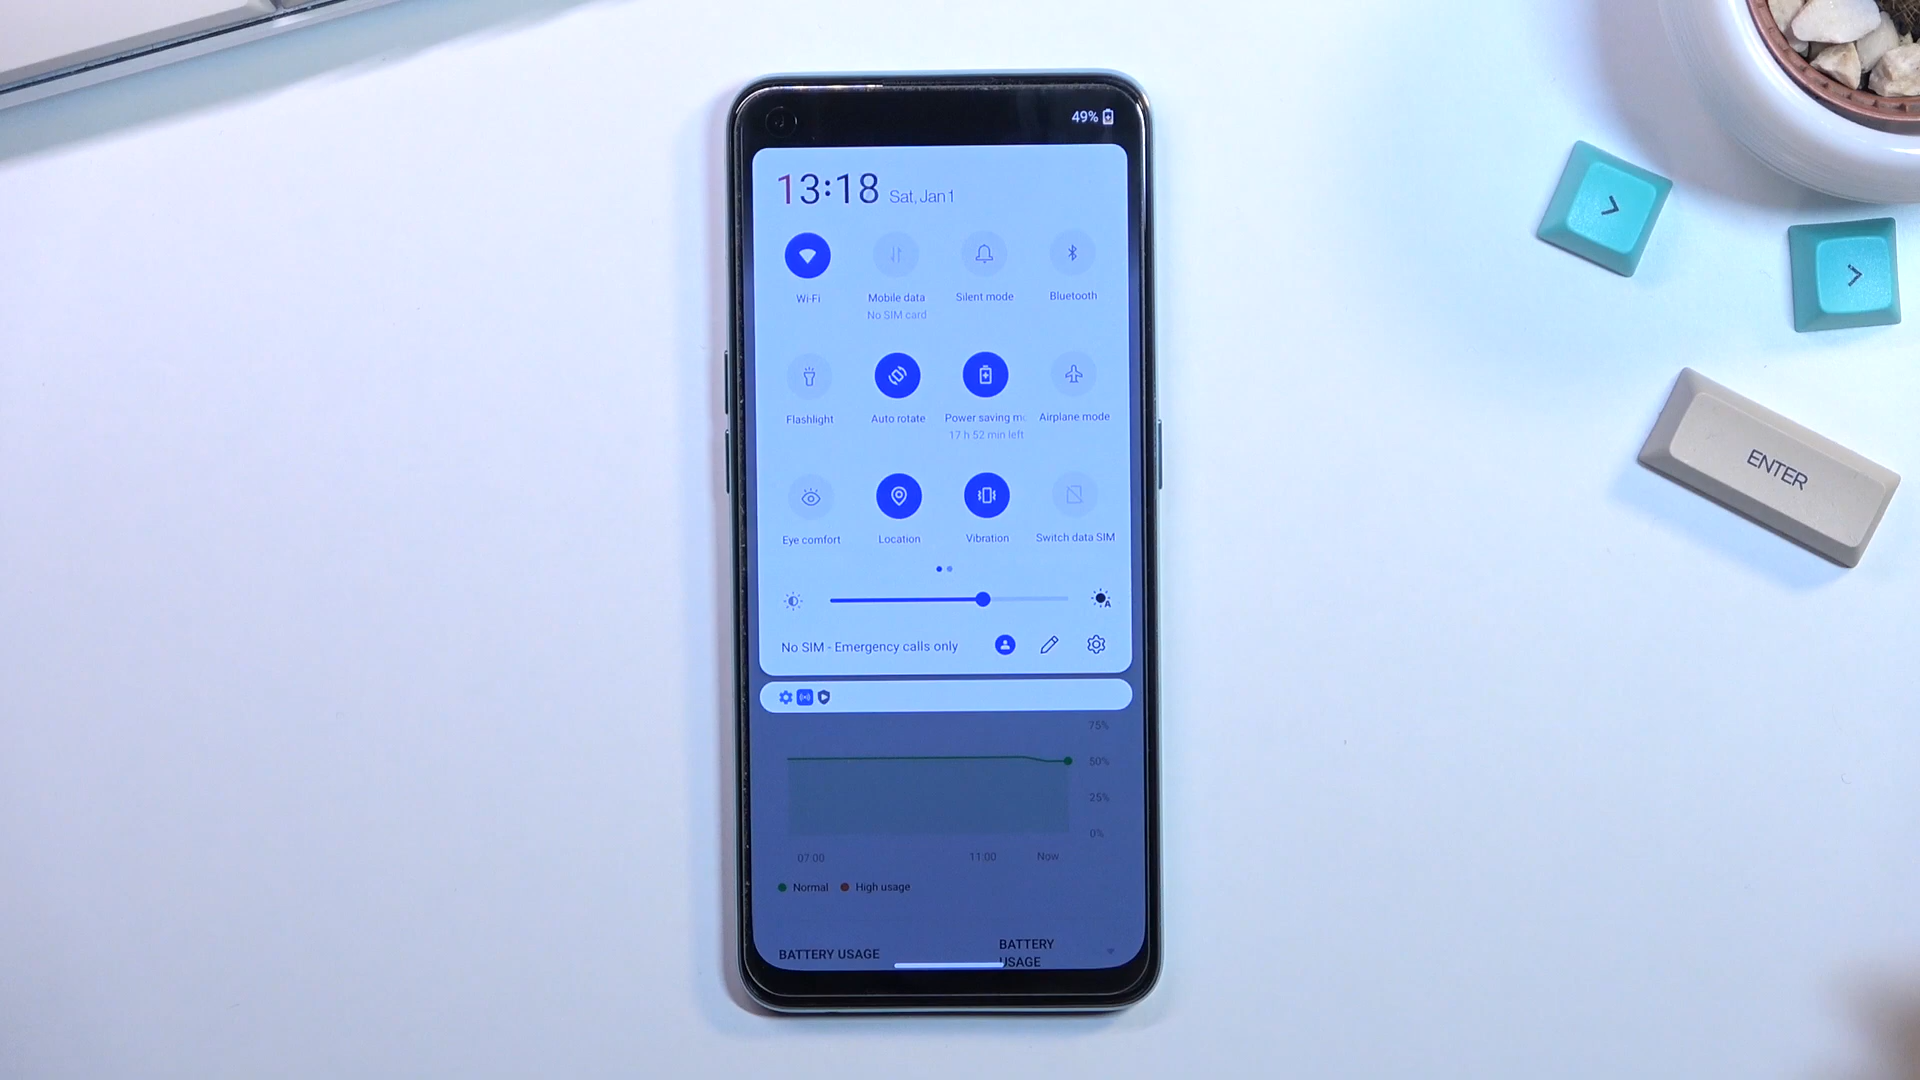 49%
13:18 Sat, Jan 1
Wi-Fi
Mobile data
No SIM card
Silent mode
Bluetooth
Flashlight
Auto rotate
Power saving mo
17 h 52 min left
Airplane mode
Eye comfort
Location
Vibration
Switch data SIM
A
No SIM - Emergency calls only
75%
50%
25%
0%
07:00
11:00
Now
Normal
High usage
BATTERY USAGE
BATTERY
USAGE
>
>
ENTER